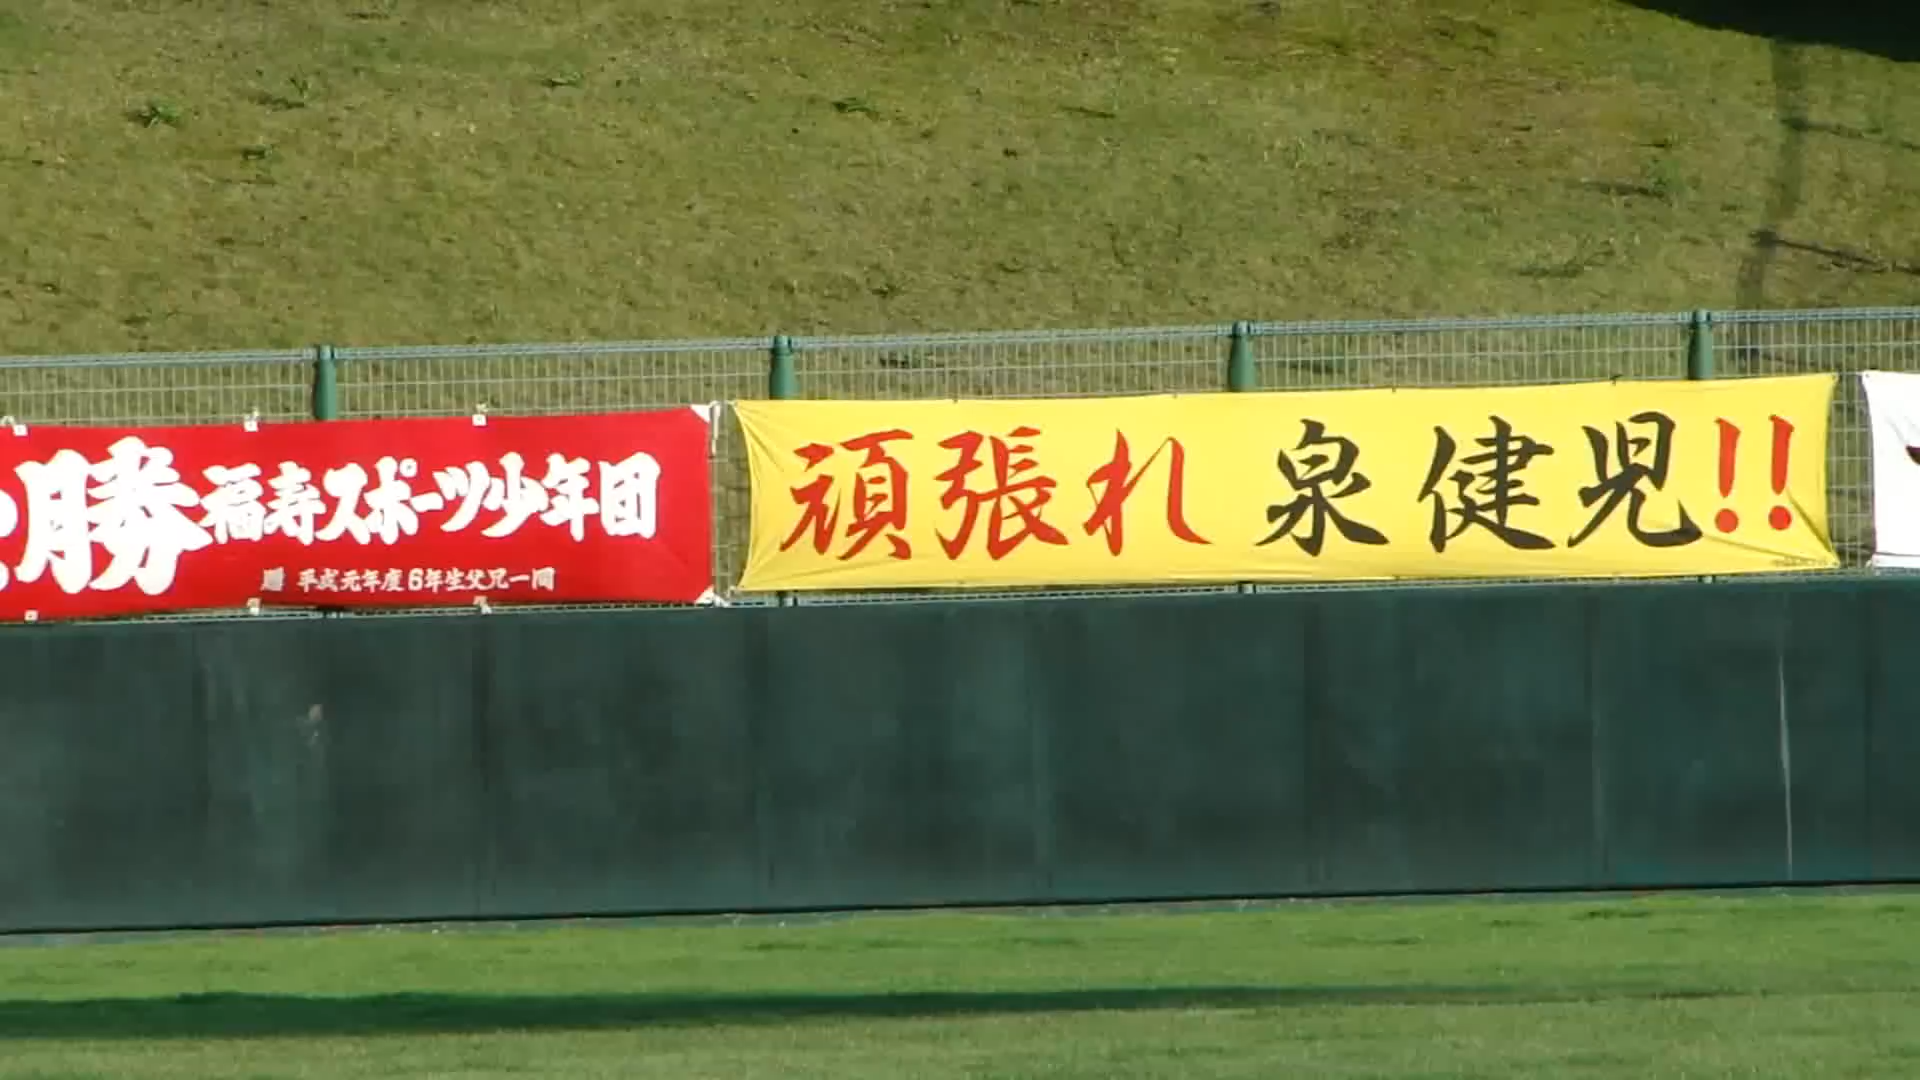 勝 福寿スポーツ少年団
贈 平成元年度6年生父兄一同
頑張れ 泉健児!!